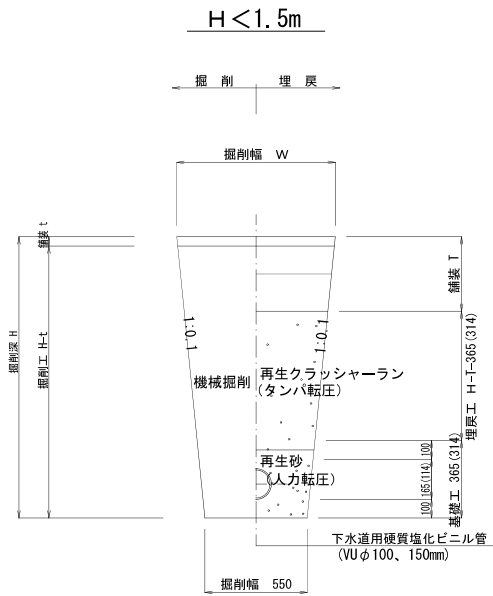 H＜1.5m
掘 削
埋 戻
掘削幅 W
舗装 t
掘削深 H
掘削工 H-t
1:0.1
1:0.1
機械掘削
再生クラッシャーラン
(タンパ転圧)
再生砂
(人力転圧)
舗装 T
埋戻工 H-T-365(314)
基礎工 365(314)
100
165(114)
100
下水道用硬質塩化ビニル管
(VUφ100、150mm)
掘削幅 550